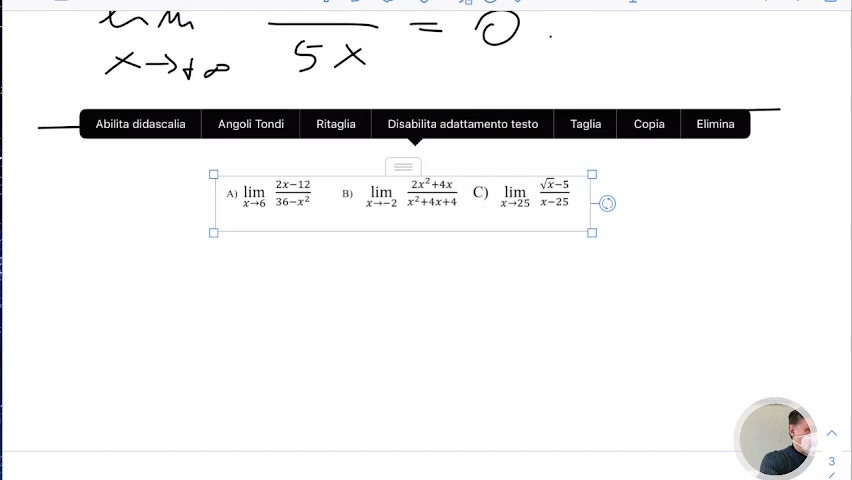 lim = 0.
x→+∞ 5x
Abilita didascalia Angoli Tondi Ritaglia Disabilita adattamento testo Taglia Copia Elimina
A) lim x→6 2x−12/36−x² B) lim x→−2 2x²+4x/x²+4x+4 C) lim x→25 √x−5/x−25
3